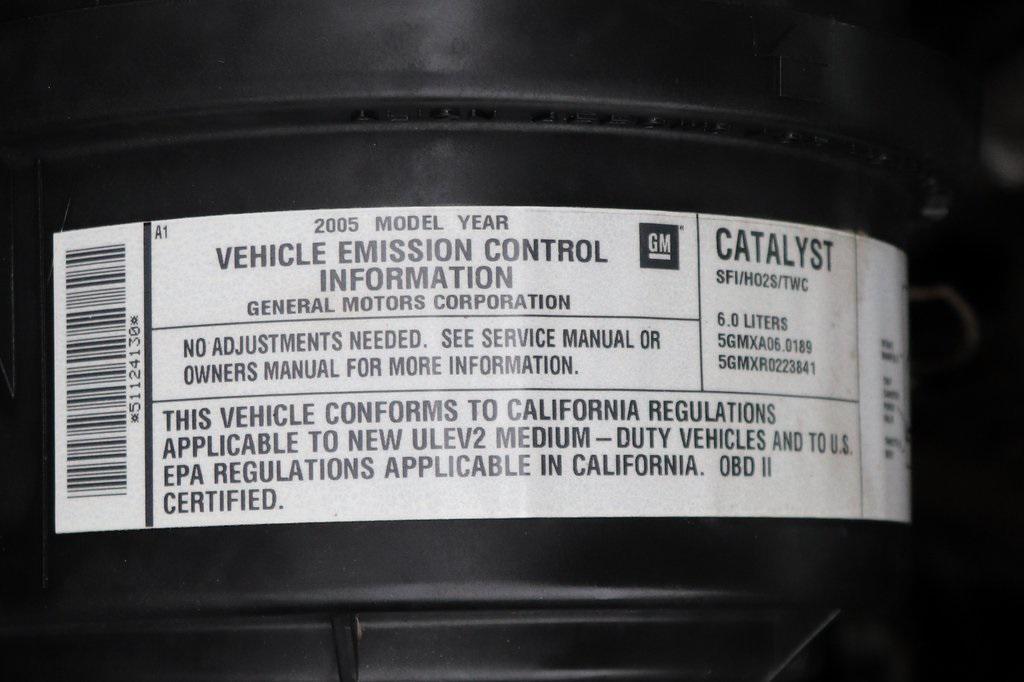 A1
2005 MODEL YEAR
VEHICLE EMISSION CONTROL
INFORMATION
GENERAL MOTORS CORPORATION
GM
NO ADJUSTMENTS NEEDED. SEE SERVICE MANUAL OR
OWNERS MANUAL FOR MORE INFORMATION.
CATALYST
SFI/HO2S/TWC
6.0 LITERS
5GMXA06.0189
5GMXR0223841
THIS VEHICLE CONFORMS TO CALIFORNIA REGULATIONS
APPLICABLE TO NEW ULEV2 MEDIUM – DUTY VEHICLES AND TO U.S.
EPA REGULATIONS APPLICABLE IN CALIFORNIA. OBD II
CERTIFIED.
*51124130*